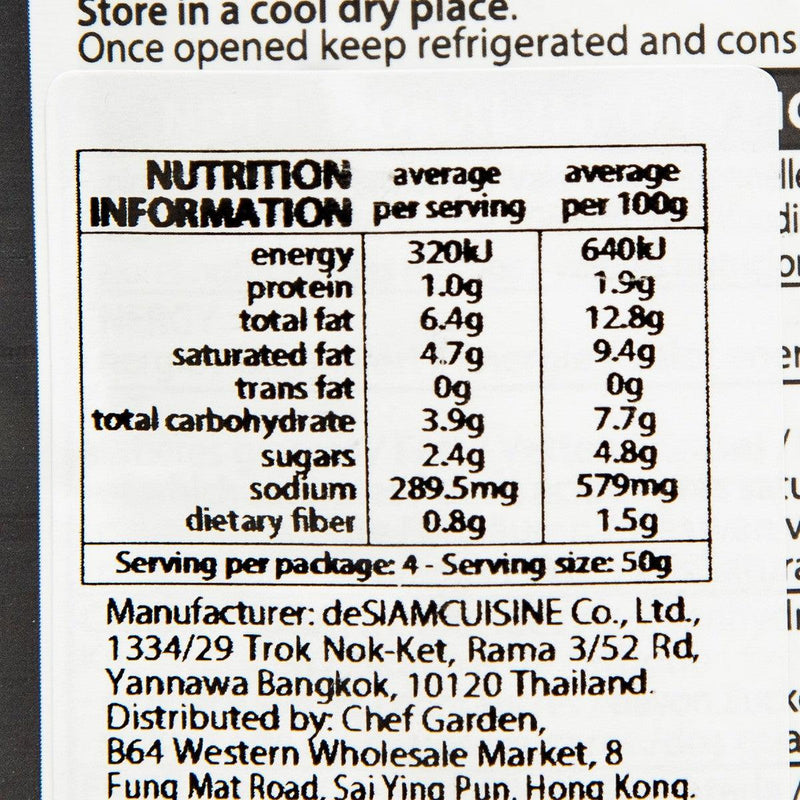 Store in a cool dry place.
Once opened keep refrigerated and cons
NUTRITION INFORMATION average per serving average per 100g
energy 320kJ 640kJ
protein 1.0g 1.9g
total fat 6.4g 12.8g
saturated fat 4.7g 9.4g
trans fat 0g 0g
total carbohydrate 3.9g 7.7g
sugars 2.4g 4.8g
sodium 289.5mg 579mg
dietary fiber 0.8g 1.5g
Serving per package: 4 - Serving size: 50g
Manufacturer: deSIAMCUISINE Co., Ltd.,
1334/29 Trok Nok-Ket, Rama 3/52 Rd,
Yannawa Bangkok, 10120 Thailand.
Distributed by: Chef Garden,
B64 Western Wholesale Market, 8
Fung Mat Road, Sai Ying Pun, Hong Kong.